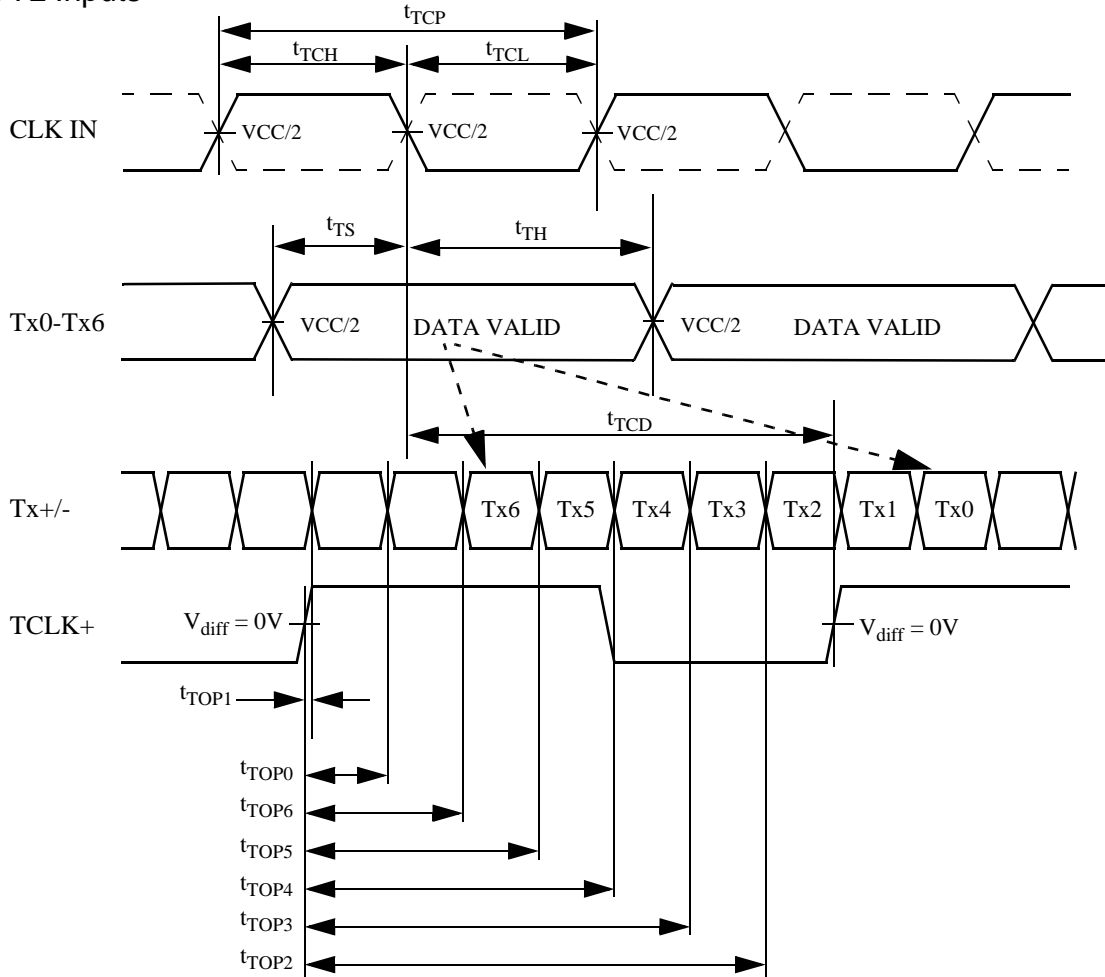 Inputs
tTCP
tTCH tTCL
CLK IN VCC/2 VCC/2 VCC/2
tTS tTH
Tx0-Tx6 VCC/2 DATA VALID VCC/2 DATA VALID
tTCD
Tx+/- Tx6 Tx5 Tx4 Tx3 Tx2 Tx1 Tx0
TCLK+ Vdiff = 0V Vdiff = 0V
tTOP1
tTOP0
tTOP6
tTOP5
tTOP4
tTOP3
tTOP2